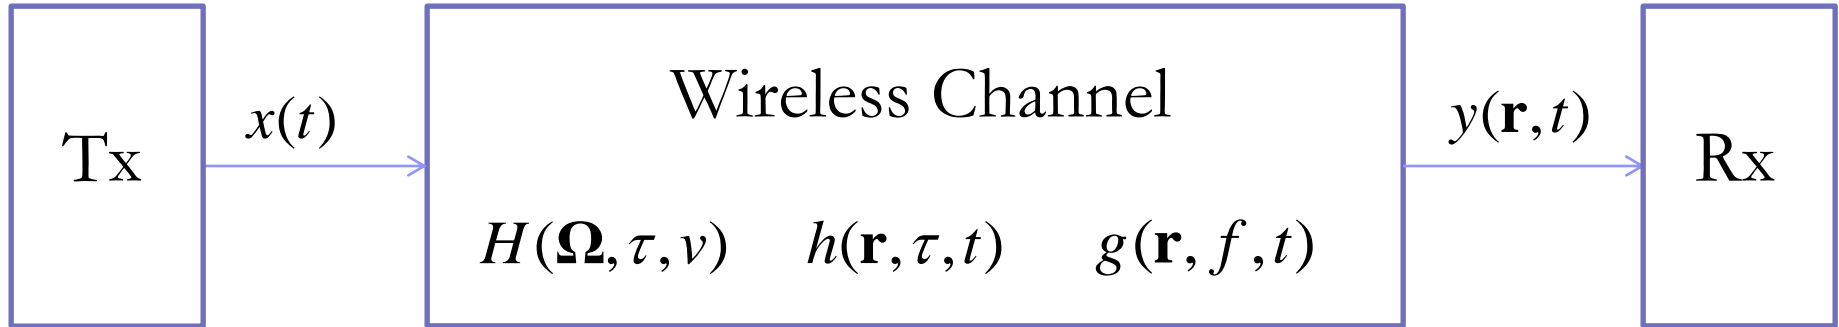 Tx
x(t)
Wireless Channel
H(Ω,τ,v) h(r,τ,t) g(r,f,t)
y(r,t)
Rx